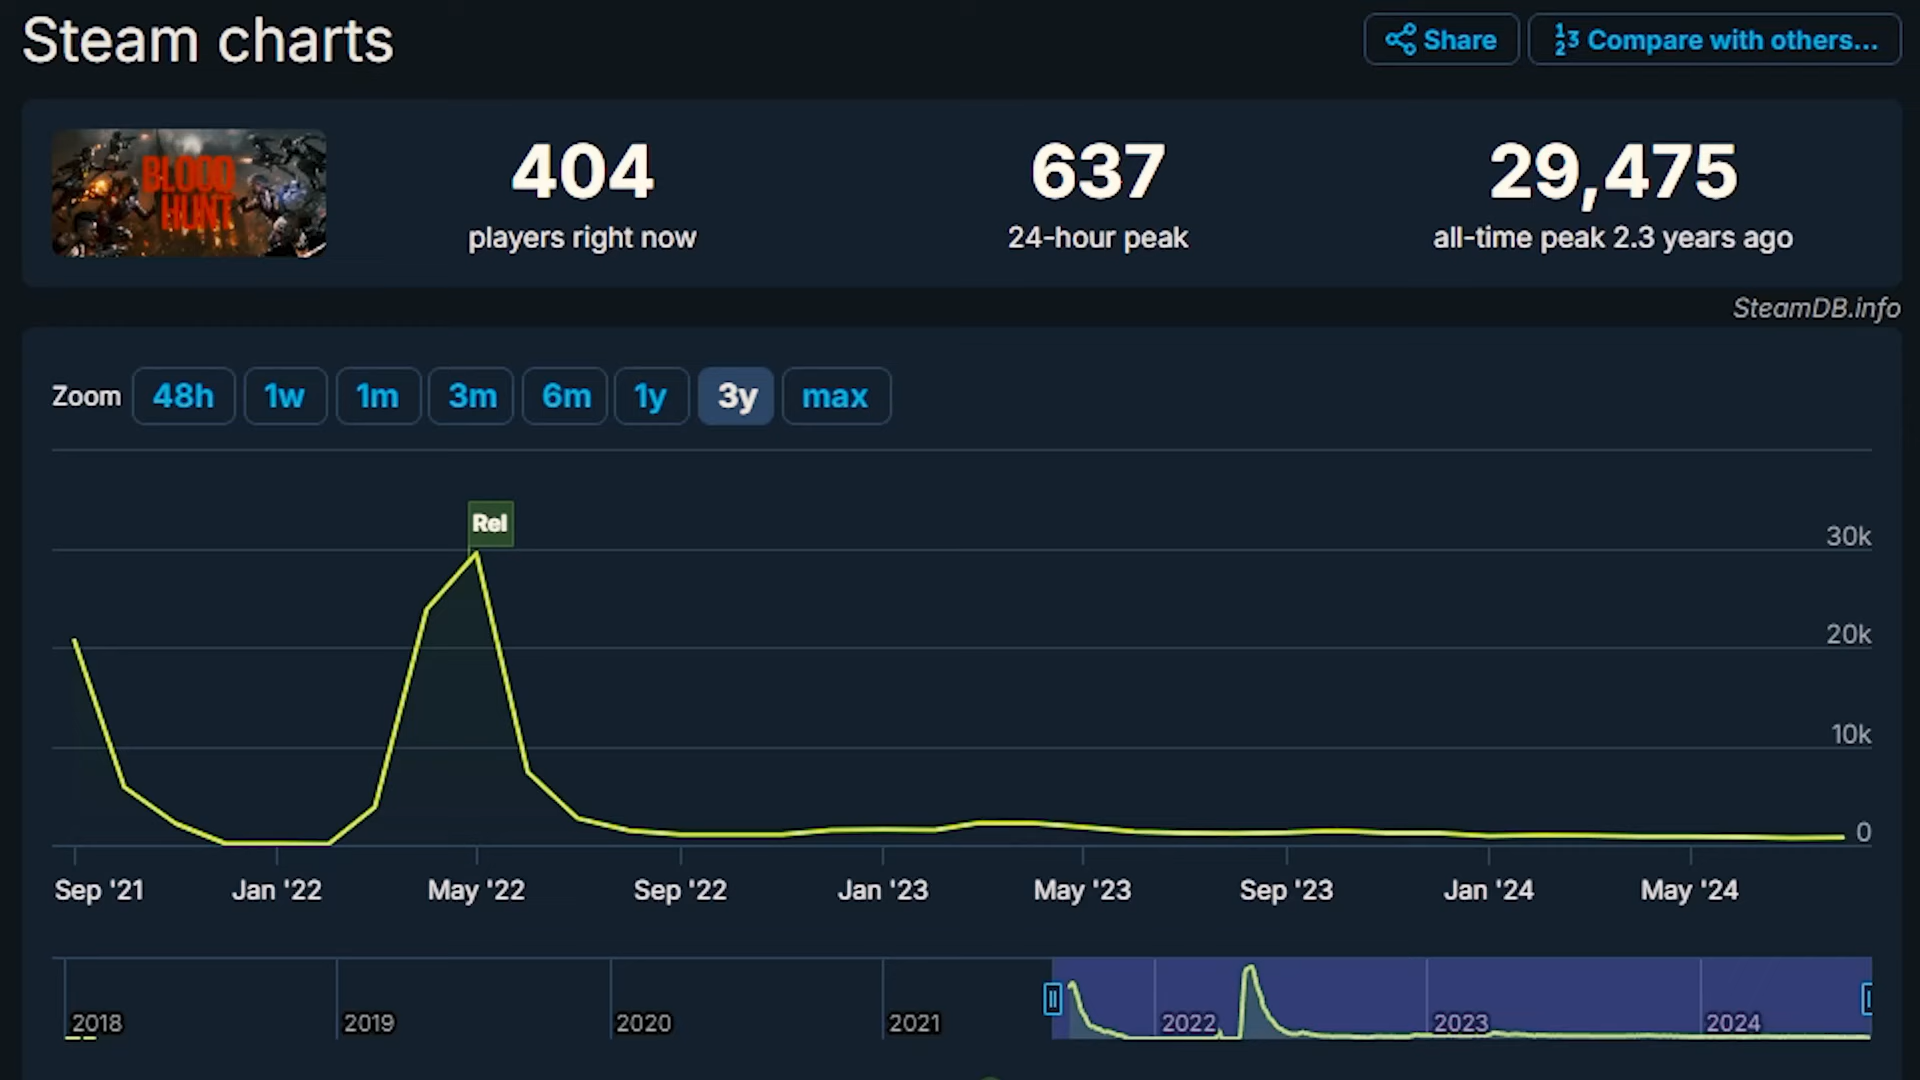 Steam charts
Share
Compare with others...
BLOOD
HUNT
404
players right now
637
24-hour peak
29,475
all-time peak 2.3 years ago
SteamDB.info
Zoom 48h 1w 1m 3m 6m 1y 3y max
Rel
30k
20k
10k
0
Sep '21 Jan '22 May '22 Sep '22 Jan '23 May '23 Sep '23 Jan '24 May '24
2018 2019 2020 2021 2022 2023 2024